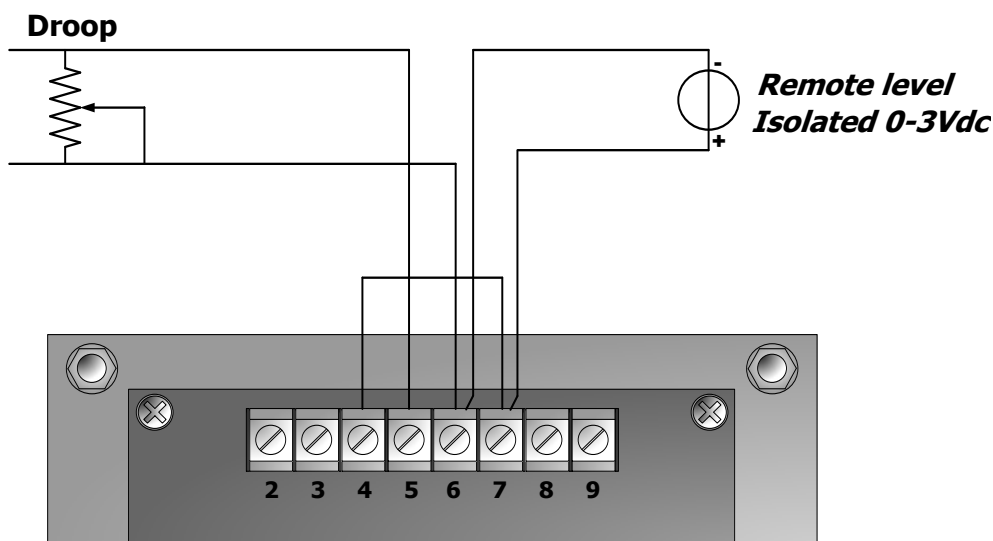 Droop
-
Remote level
Isolated 0-3Vdc
+
2 3 4 5 6 7 8 9